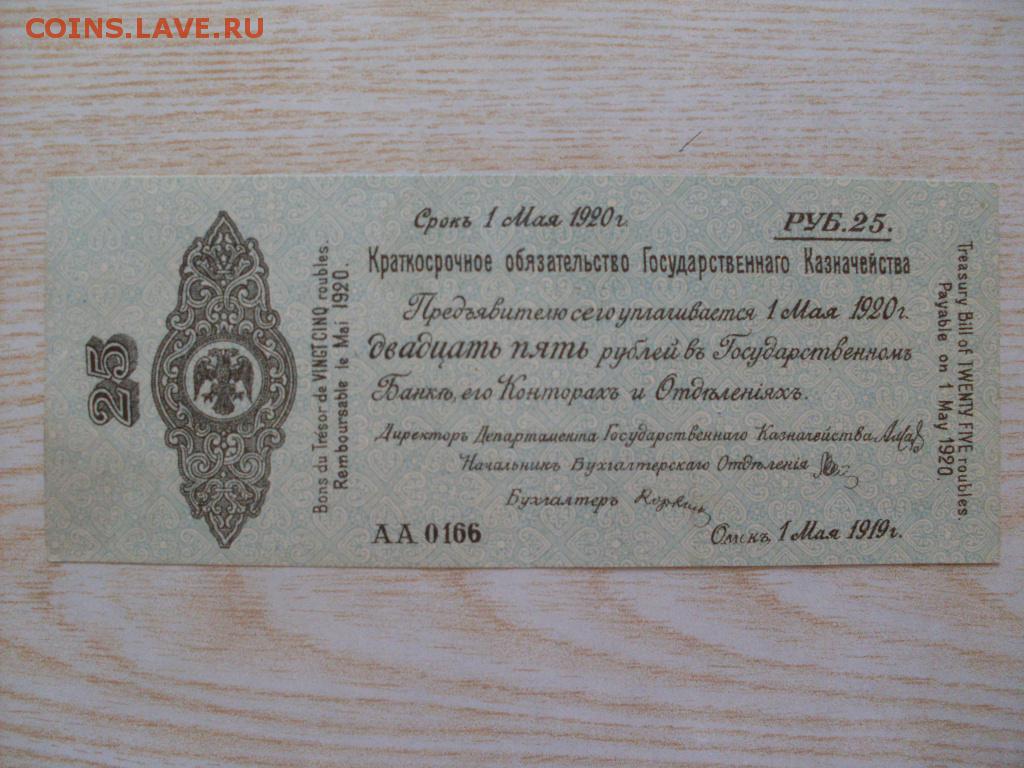 COINS.LAVE.RU
Срокъ 1 Мая 1920 г.
РУБ.25.
Краткосрочное обязательство Государственнаго Казначейства
Предъявителю сего уплачивается 1 Мая 1920 г.
двадцать пять рублей въ Государственномъ
Банкѣ, его Конторахъ и Отдѣленіяхъ.
Директоръ Департамента Государственнаго Казначейства
Начальникъ Бухгалтерскаго Отдѣленія
Бухгалтеръ
АА 0166
Омскъ, 1 Мая 1919 г.
25
Bons du Trésor de VINGT CINQ roubles.
Remboursable le Mai 1920.
Treasury Bill of TWENTY FIVE roubles.
Payable on 1 May 1920.